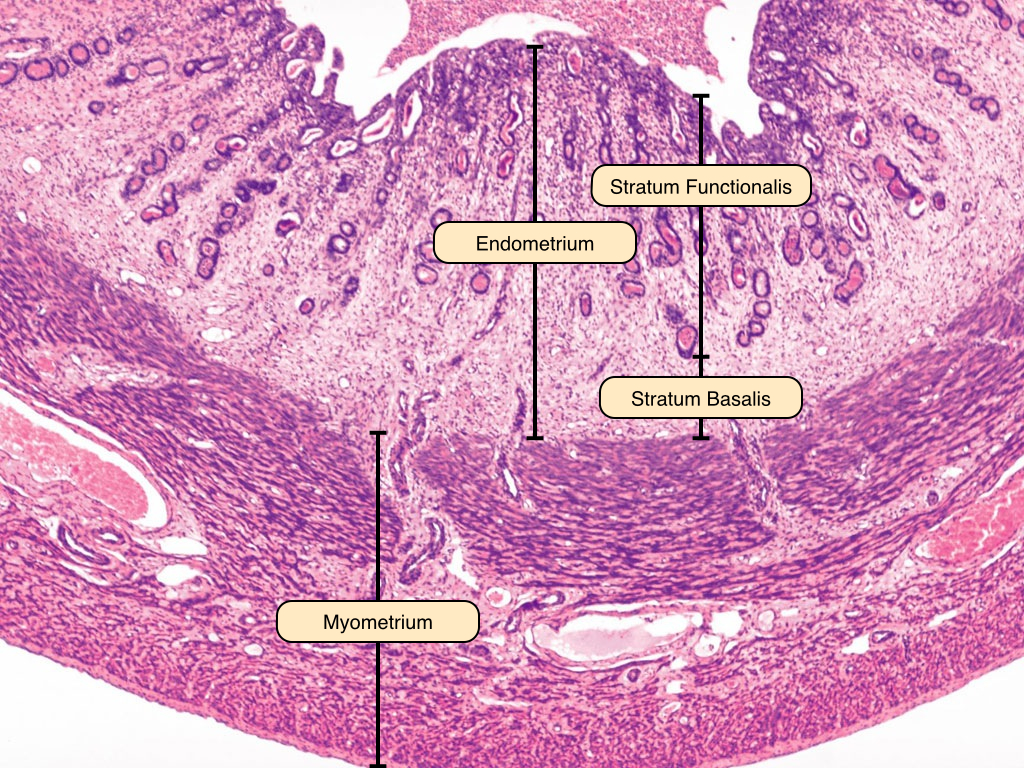 Stratum Functionalis
Endometrium
Stratum Basalis
Myometrium